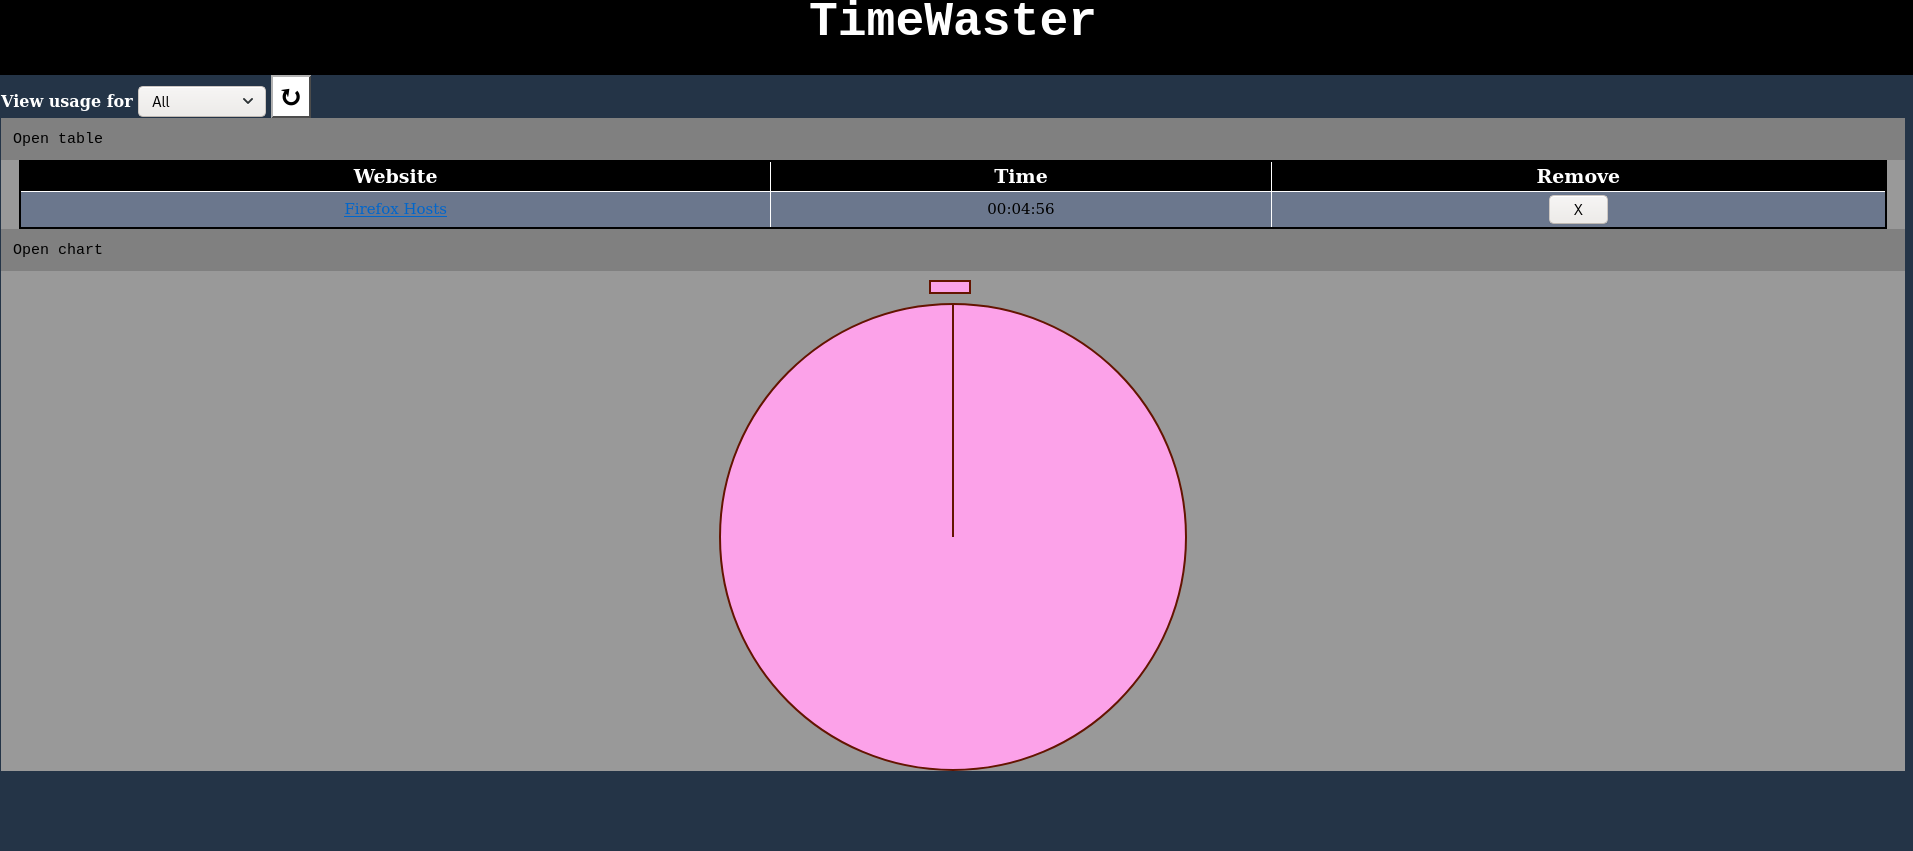 TimeWaster
View usage for All ↻
Open table
Website Time Remove
Firefox Hosts 00:04:56 X
Open chart